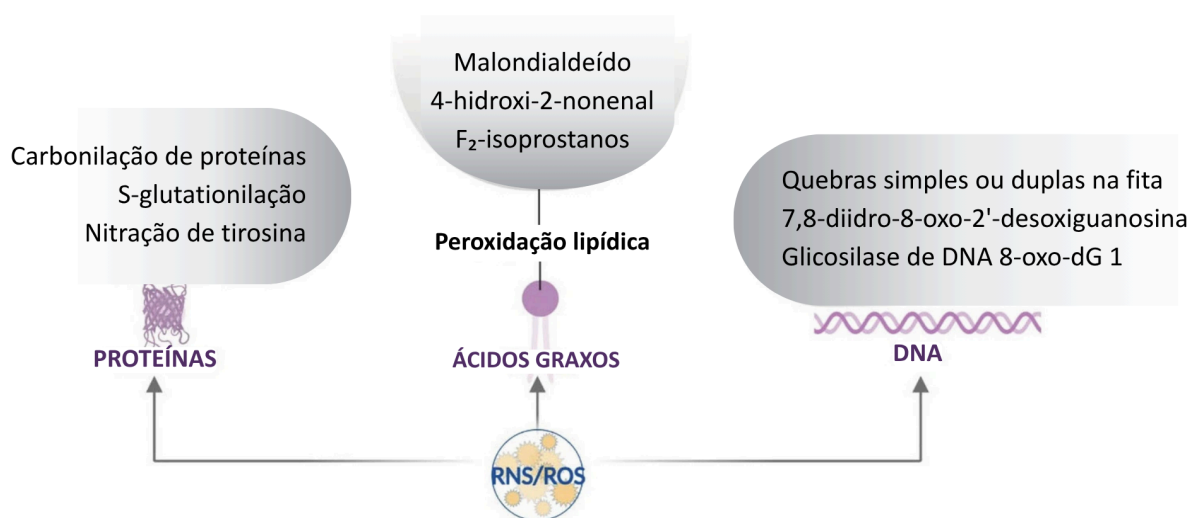 Malondialdeído
4-hidroxi-2-nonenal
F₂-isoprostanos
Carbonilação de proteínas
S-glutationilação
Nitração de tirosina
Quebras simples ou duplas na fita
7,8-diidro-8-oxo-2'-desoxiguanosina
Glicosilase de DNA 8-oxo-dG 1
Peroxidação lipídica
PROTEÍNAS
ÁCIDOS GRAXOS
DNA
RNS/ROS